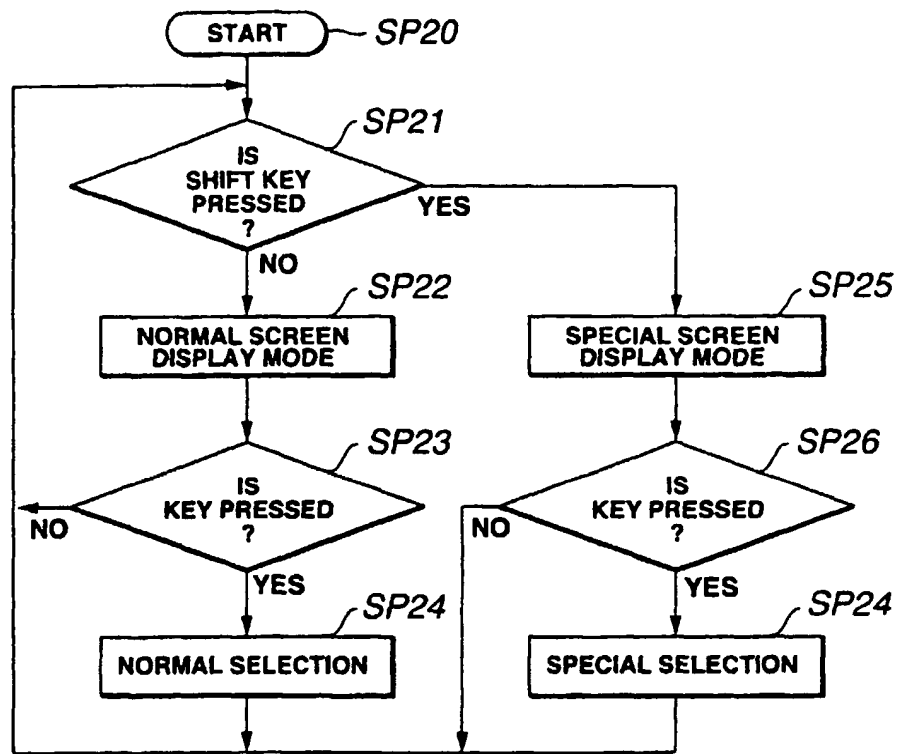 START
SP20
SP21
IS
SHIFT KEY
PRESSED
?
YES
NO
SP22
NORMAL SCREEN
DISPLAY MODE
SP25
SPECIAL SCREEN
DISPLAY MODE
SP23
IS
KEY PRESSED
?
NO
YES
SP26
IS
KEY PRESSED
?
NO
YES
SP24
NORMAL SELECTION
SP24
SPECIAL SELECTION